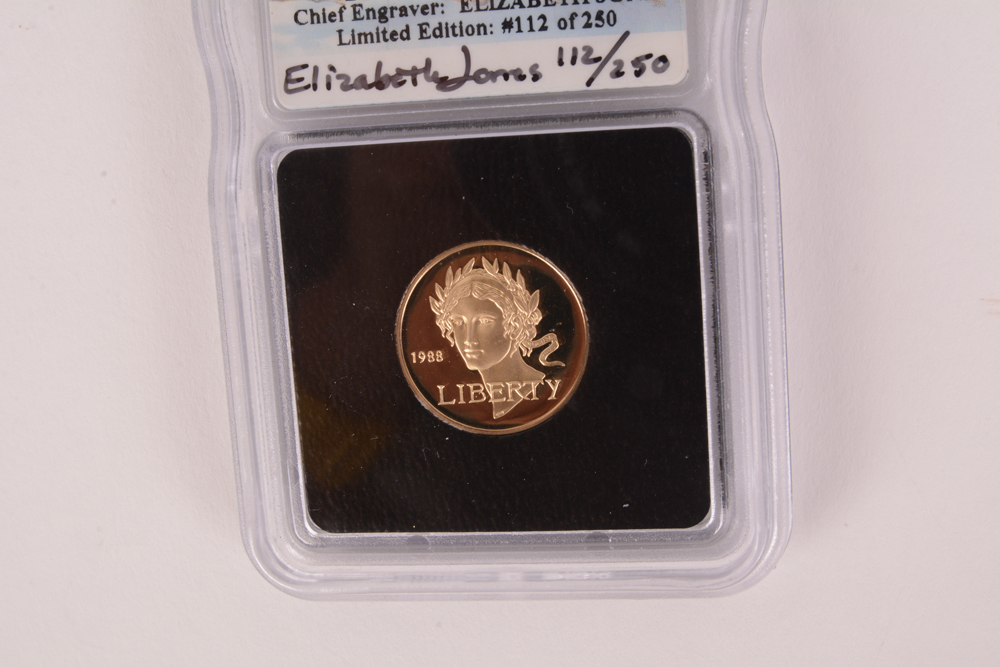 Chief Engraver: ELIZABETH
Limited Edition: #112 of 250
Elizabeth Jones 112/250
1988
LIBERTY